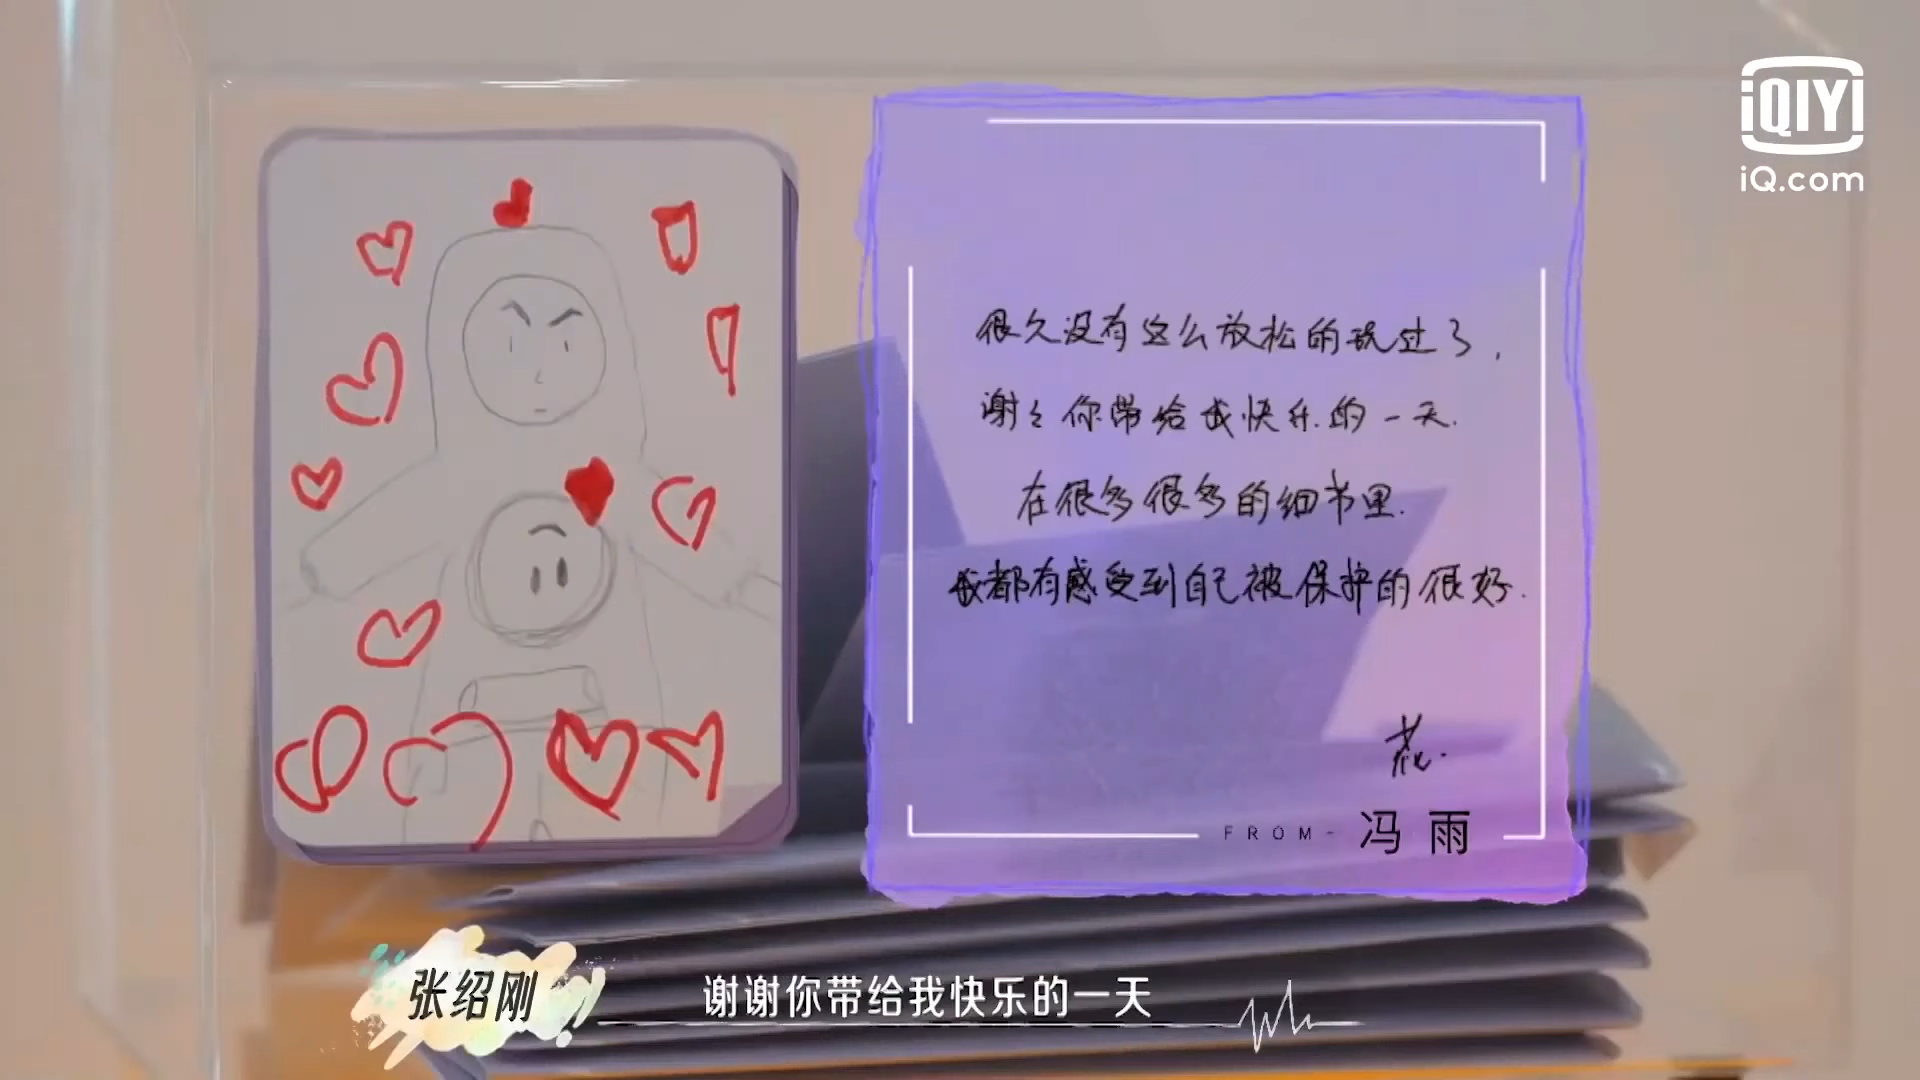 iQIYI
iQ.com
很久没有这么放松的玩过了,
谢谢你带给我快乐的一天.
在很多很多的细节里.
我都有感受到自己被保护的很好.
花.
FROM- 冯雨
张绍刚
谢谢你带给我快乐的一天